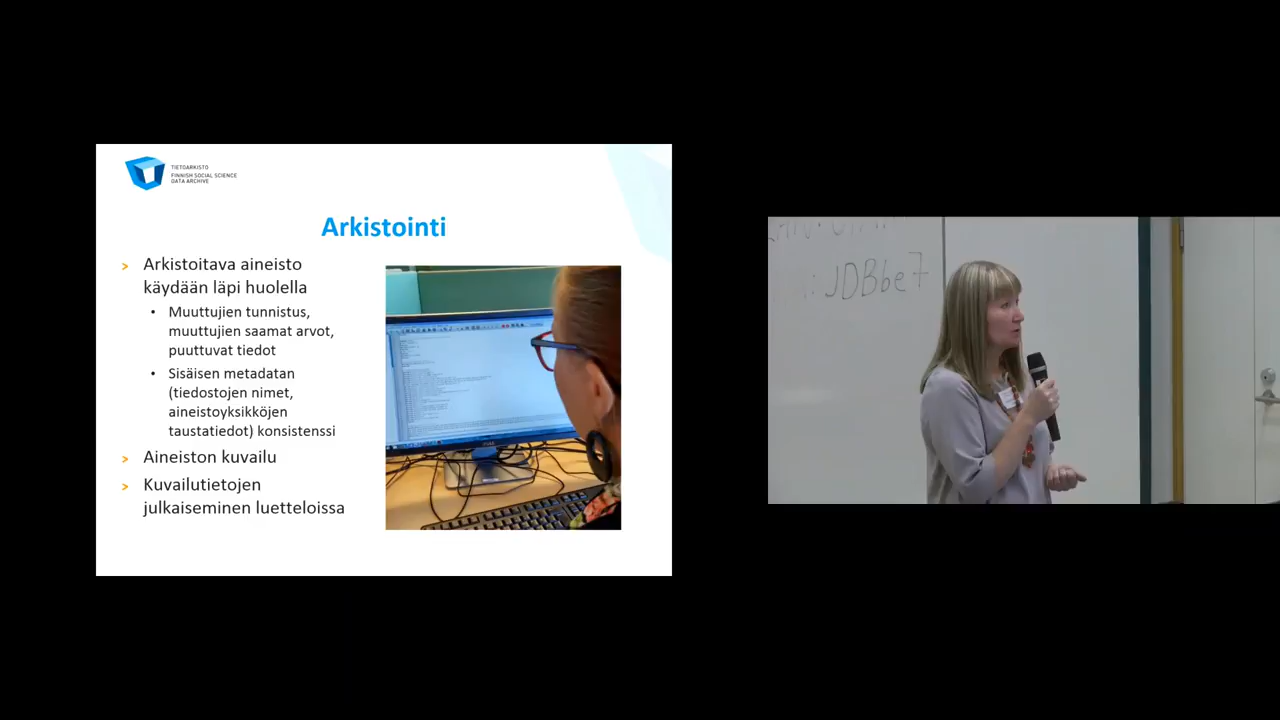 TIETOARKISTO
FINNISH SOCIAL SCIENCE
DATA ARCHIVE
Arkistointi
> Arkistoitava aineisto
käydään läpi huolella
• Muuttujien tunnistus,
muuttujien saamat arvot,
puuttuvat tiedot
• Sisäisen metadatan
(tiedostojen nimet,
aineistoyksikköjen
taustatiedot) konsistenssi
> Aineiston kuvailu
> Kuvailutietojen
julkaiseminen luetteloissa
JDBbe7